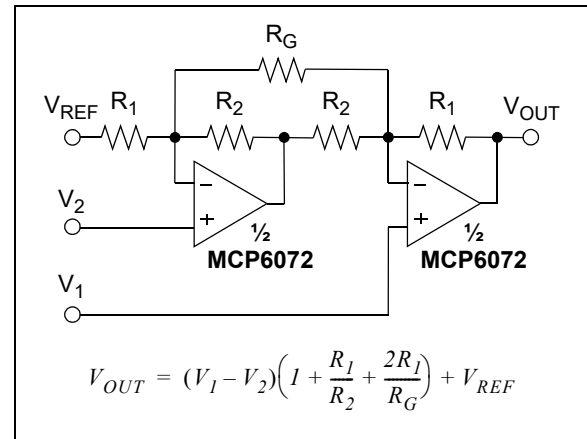 R_G
V_REF R_1 R_2 R_2 R_1 V_OUT
− −
V_2 + +
½ ½
MCP6072 MCP6072
V_1
V_OUT = (V_1 – V_2)(1 + R_1/R_2 + 2R_1/R_G) + V_REF